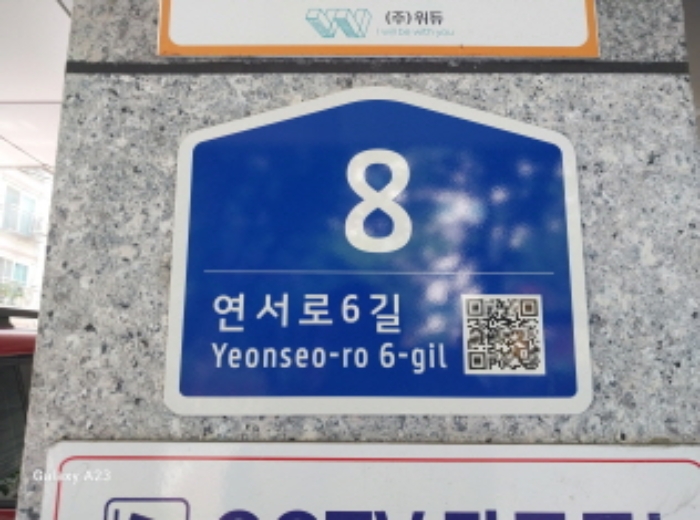 (주)위듀
I will be with you
8
연서로6길
Yeonseo-ro 6-gil
Galaxy A23
CCTV